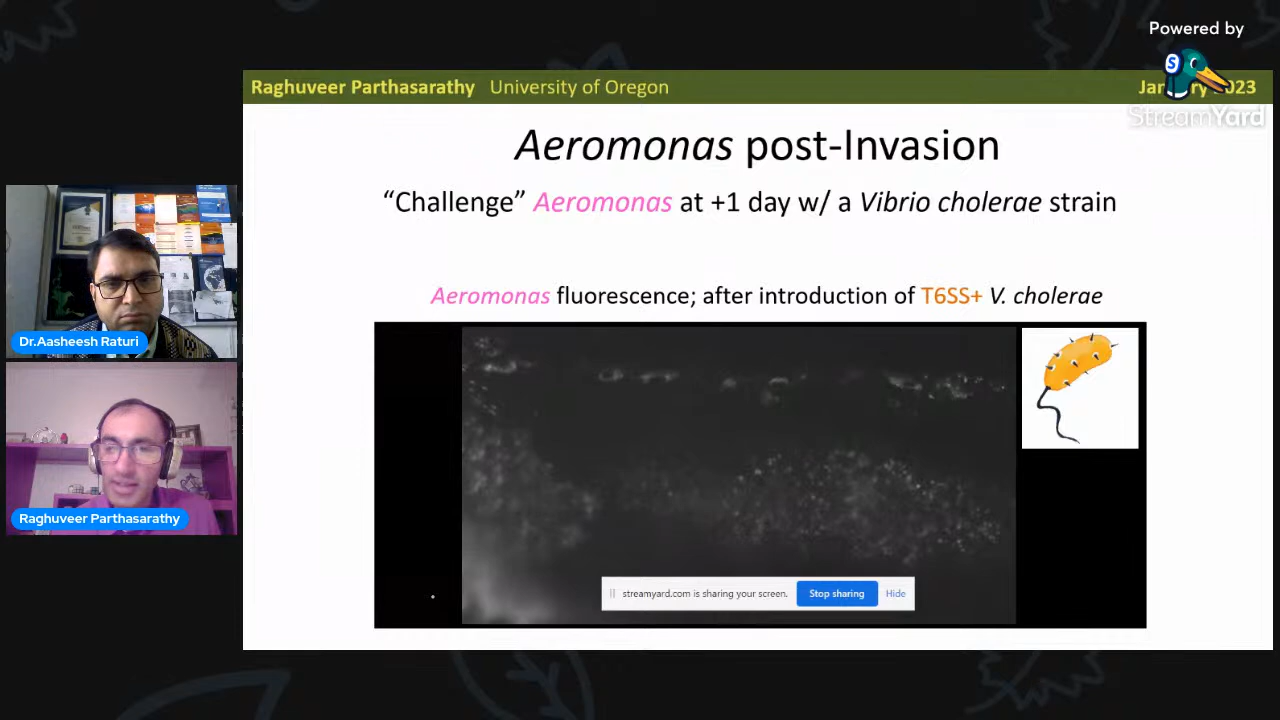 Powered by
StreamYard
Raghuveer Parthasarathy University of Oregon
Aeromonas post-Invasion
“Challenge” Aeromonas at +1 day w/ a Vibrio cholerae strain
Aeromonas fluorescence; after introduction of T6SS+ V. cholerae
Dr.Aasheesh Raturi
Raghuveer Parthasarathy
streamyard.com is sharing your screen. Stop sharing Hide